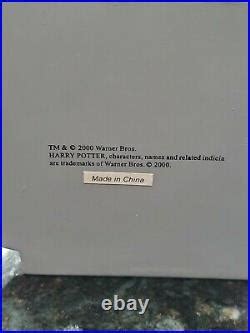 TM & © 2000 Warner Bros.
HARRY POTTER, characters, names and related indicia
are trademarks of Warner Bros. © 2000.
Made in China